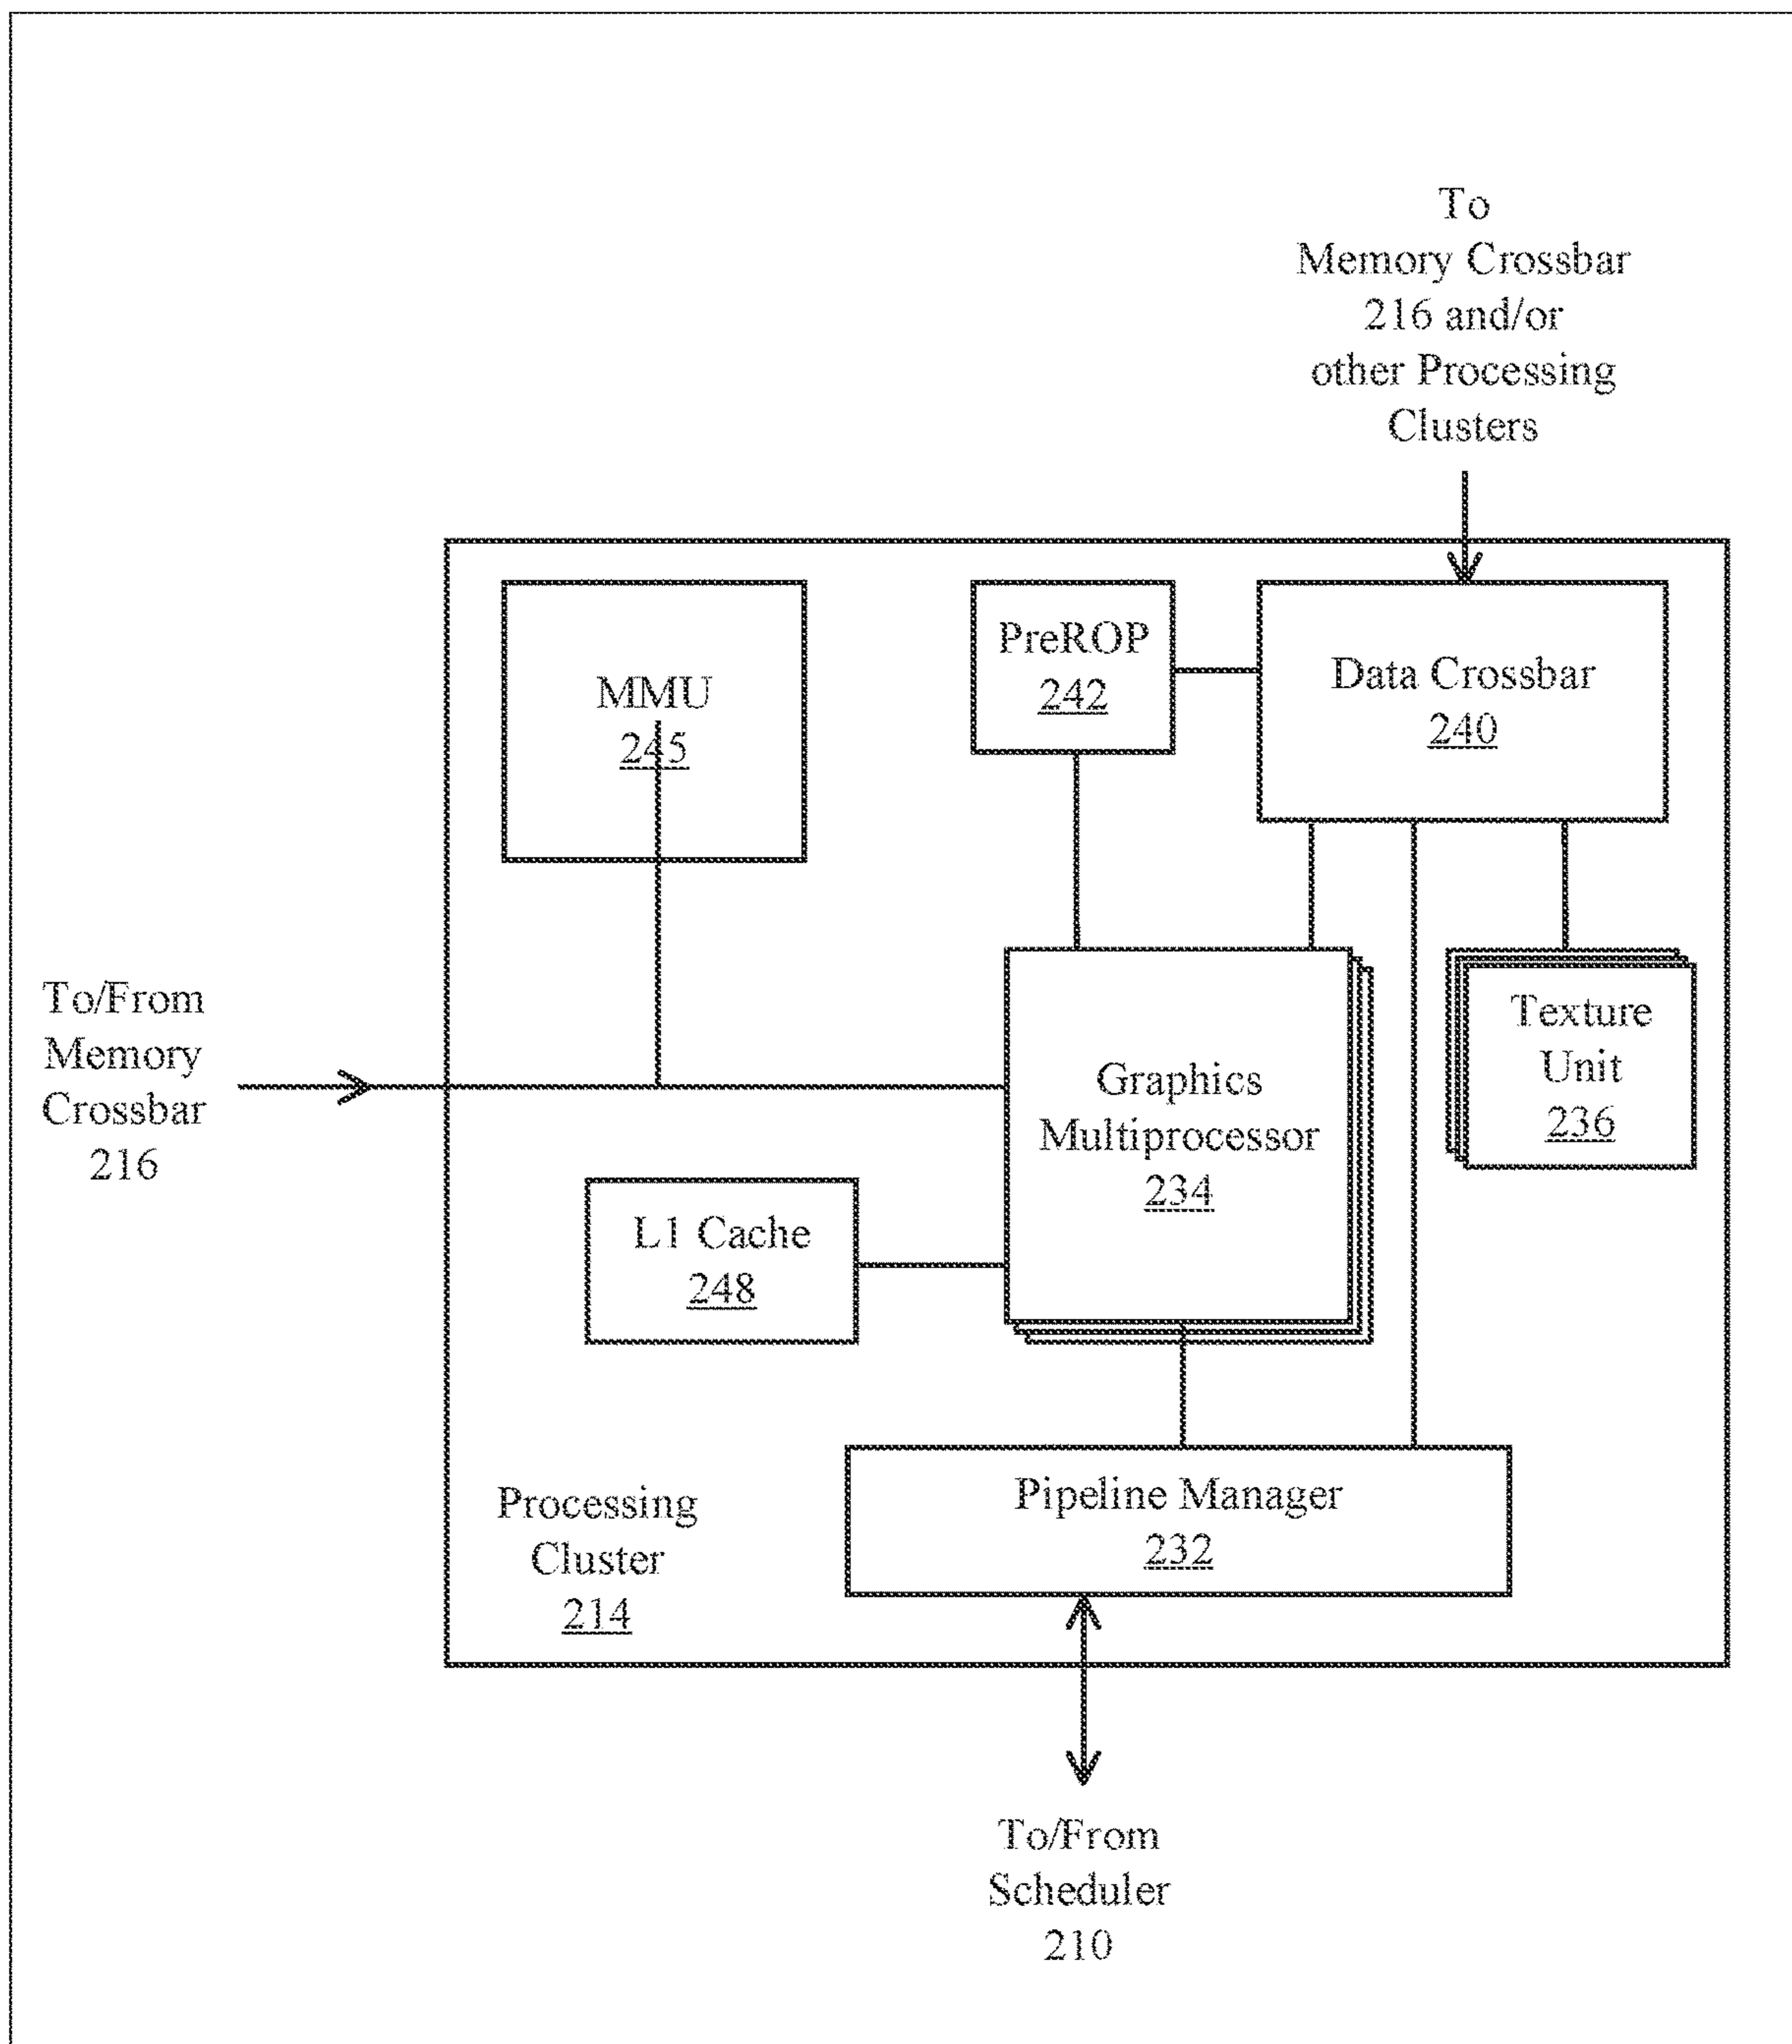 To
Memory Crossbar
216 and/or
other Processing
Clusters
MMU
245
PreROP
242
Data Crossbar
240
To/From
Memory
Crossbar
216
Graphics
Multiprocessor
234
Texture
Unit
236
L1 Cache
248
Processing
Cluster
214
Pipeline Manager
232
To/From
Scheduler
210